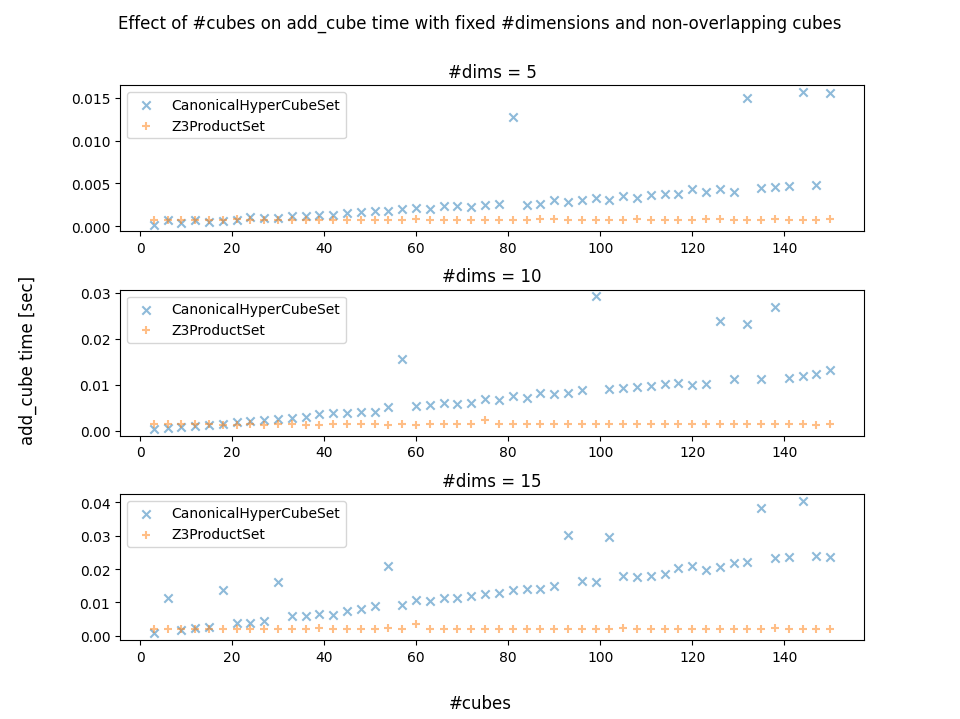 Effect of #cubes on add_cube time with fixed #dimensions and non-overlapping cubes
#dims = 5
CanonicalHyperCubeSet
Z3ProductSet
0.015
0.010
0.005
0.000
0 20 40 60 80 100 120 140
#dims = 10
CanonicalHyperCubeSet
Z3ProductSet
0.03
0.02
0.01
0.00
0 20 40 60 80 100 120 140
add_cube time [sec]
#dims = 15
CanonicalHyperCubeSet
Z3ProductSet
0.04
0.03
0.02
0.01
0.00
0 20 40 60 80 100 120 140
#cubes